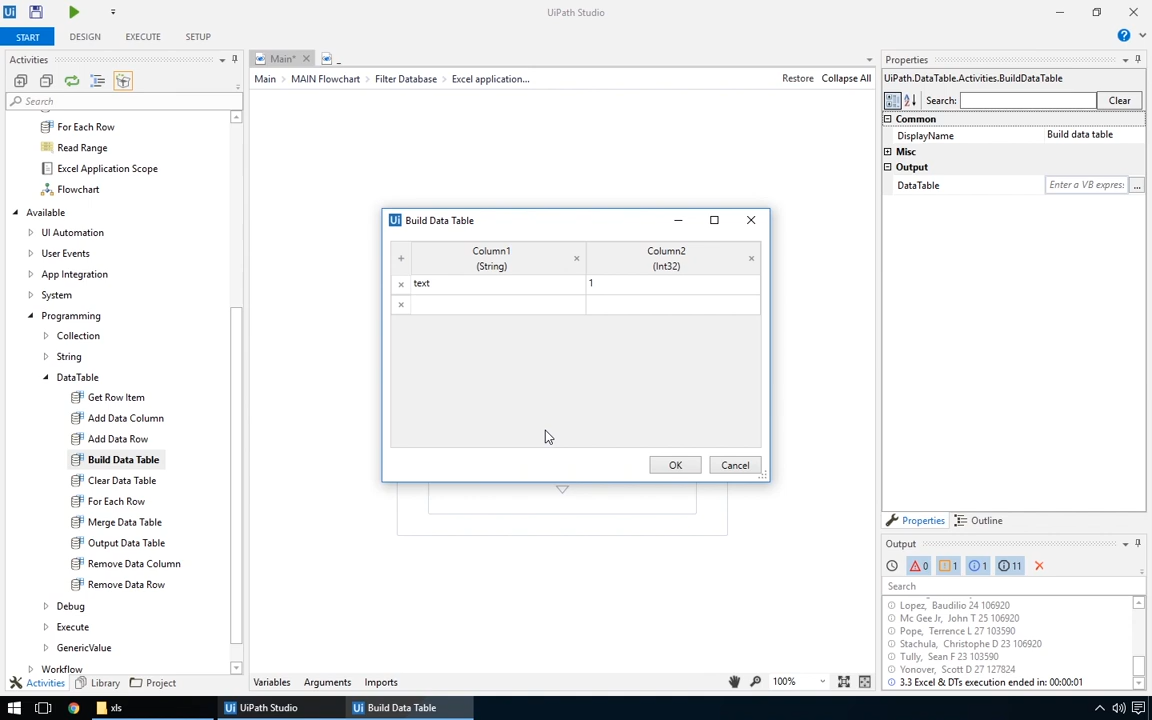 Ui
UiPath Studio
START
DESIGN
EXECUTE
SETUP
?
Activities
Search
For Each Row
Read Range
Excel Application Scope
Flowchart
Available
UI Automation
User Events
App Integration
System
Programming
Collection
String
DataTable
Get Row Item
Add Data Column
Add Data Row
Build Data Table
Clear Data Table
For Each Row
Merge Data Table
Output Data Table
Remove Data Column
Remove Data Row
Debug
Execute
GenericValue
Workflow
Activities
Library
Project
Main*
_
Main
MAIN Flowchart
Filter Database
Excel application...
Restore
Collapse All
Ui Build Data Table
Column1
(String)
Column2
(Int32)
text
1
OK
Cancel
Variables
Arguments
Imports
100%
Properties
UiPath.DataTable.Activities.BuildDataTable
Search:
Clear
Common
DisplayName
Build data table
Misc
Output
DataTable
Enter a VB expres:
...
Properties
Outline
Output
0
1
1
11
Search
Lopez, Baudilio 24 106920
Mc Gee Jr, John T 25 106920
Pope, Terrence L 27 103590
Stachula, Christophe D 23 106920
Tully, Sean F 23 103590
Vonover, Scott D 27 127824
3.3 Excel & DTs execution ended in: 00:00:01
xls
Ui UiPath Studio
Ui Build Data Table